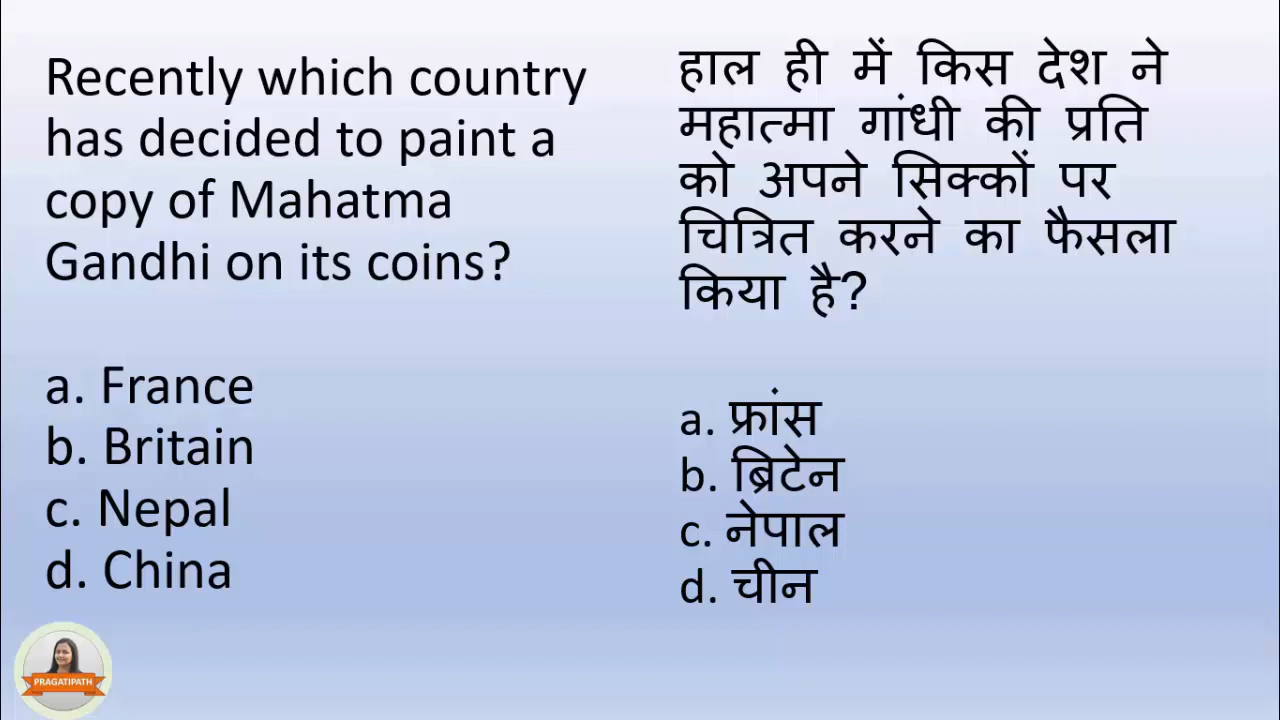 Recently which country
has decided to paint a
copy of Mahatma
Gandhi on its coins?
a. France
b. Britain
c. Nepal
d. China
हाल ही में किस देश ने
महात्मा गांधी की प्रति
को अपने सिक्कों पर
चित्रित करने का फैसला
किया है?
a. फ्रांस
b. ब्रिटेन
c. नेपाल
d. चीन
PRAGATIPATH